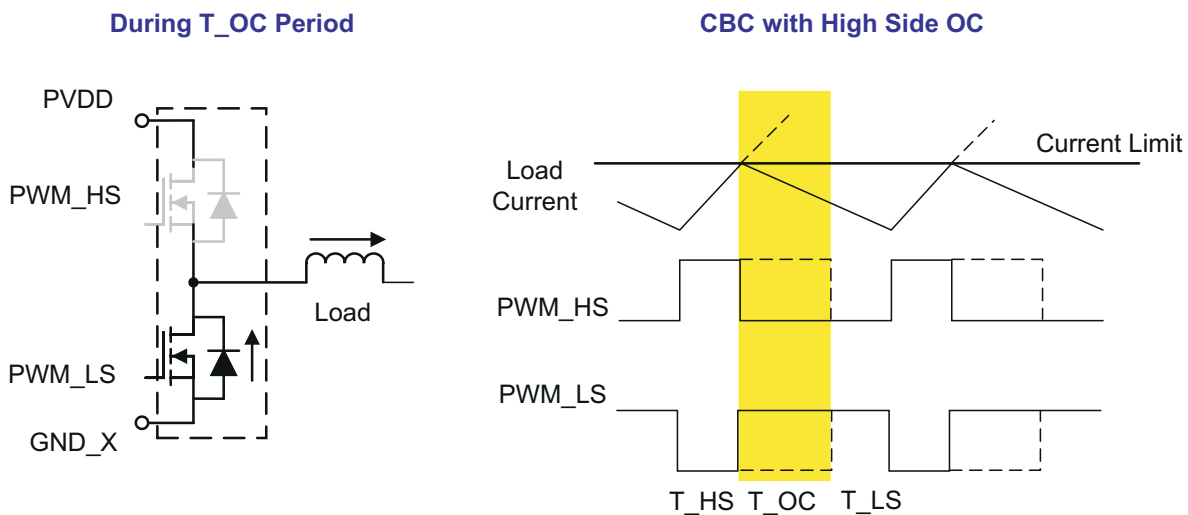 During T_OC Period
PVDD
PWM_HS
Load
PWM_LS
GND_X
CBC with High Side OC
Current Limit
Load
Current
PWM_HS
PWM_LS
T_HS T_OC T_LS